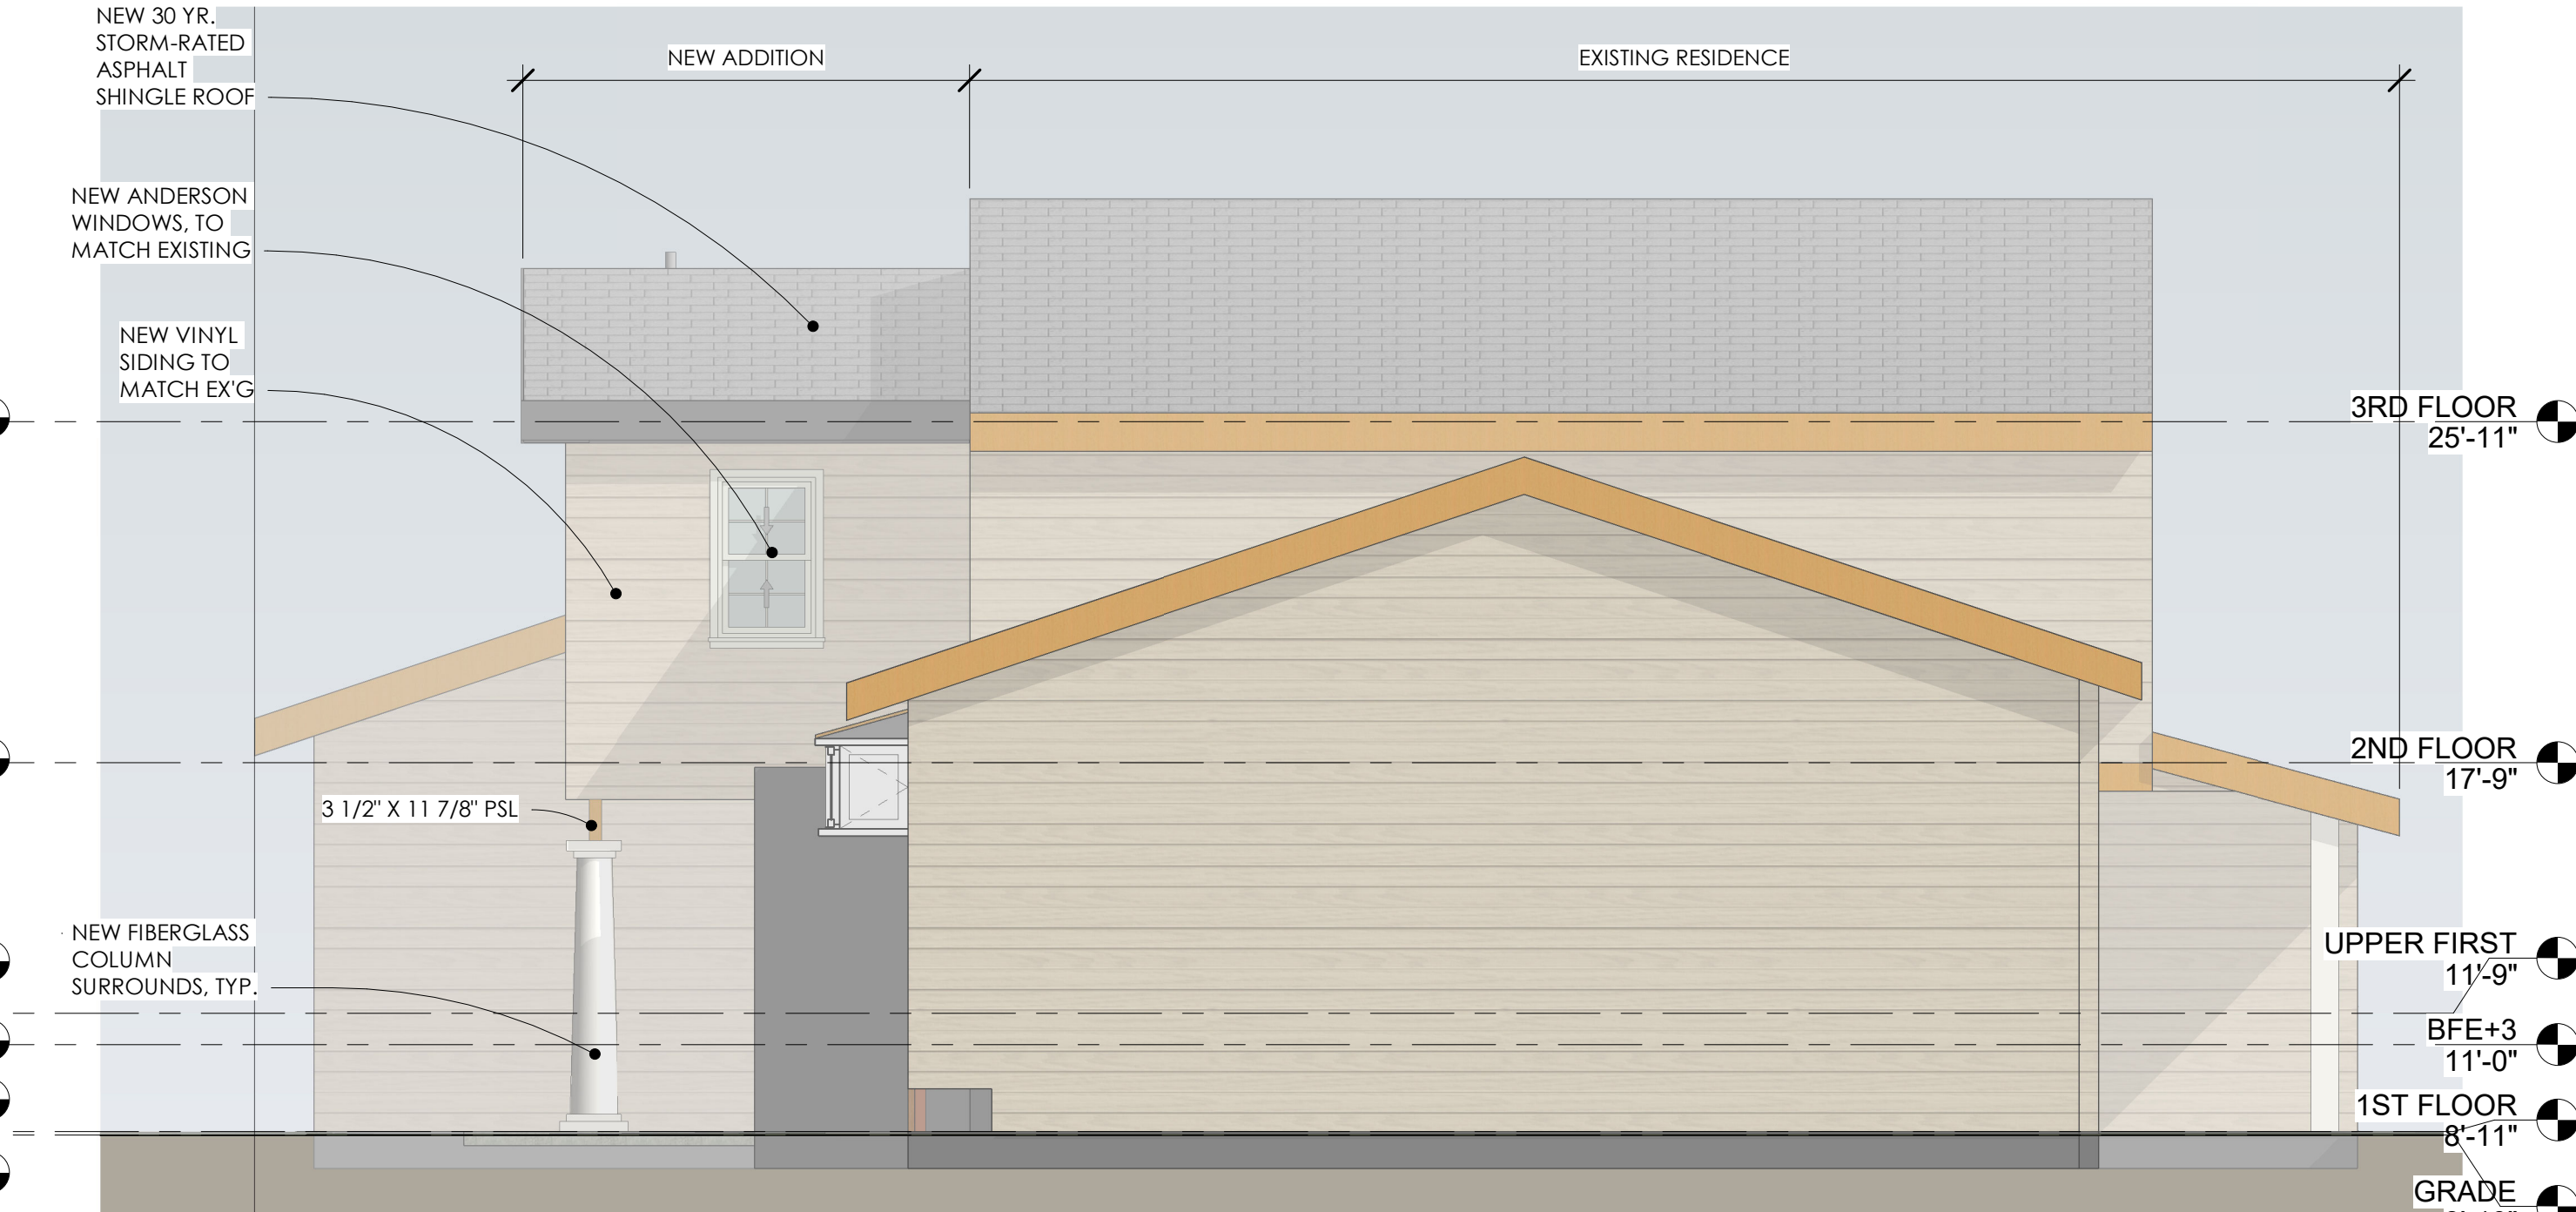 NEW 30 YR.
STORM-RATED
ASPHALT
SHINGLE ROOF
NEW ADDITION
EXISTING RESIDENCE
NEW ANDERSON
WINDOWS, TO
MATCH EXISTING
NEW VINYL
SIDING TO
MATCH EX'G
3RD FLOOR
25'-11"
2ND FLOOR
17'-9"
3 1/2" X 11 7/8" PSL
NEW FIBERGLASS
COLUMN
SURROUNDS, TYP.
UPPER FIRST
11'-9"
BFE+3
11'-0"
1ST FLOOR
8'-11"
GRADE